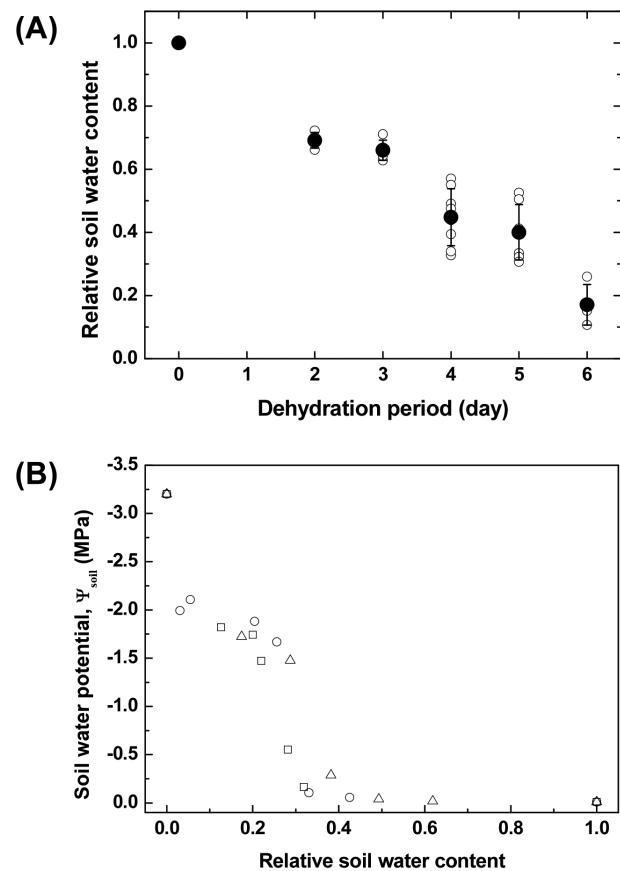 (A)
Relative soil water content
1.0
0.8
0.6
0.4
0.2
0.0
0 1 2 3 4 5 6
Dehydration period (day)
(B)
Soil water potential, Ψsoil (MPa)
-3.5
-3.0
-2.5
-2.0
-1.5
-1.0
-0.5
0.0
0.0 0.2 0.4 0.6 0.8 1.0
Relative soil water content